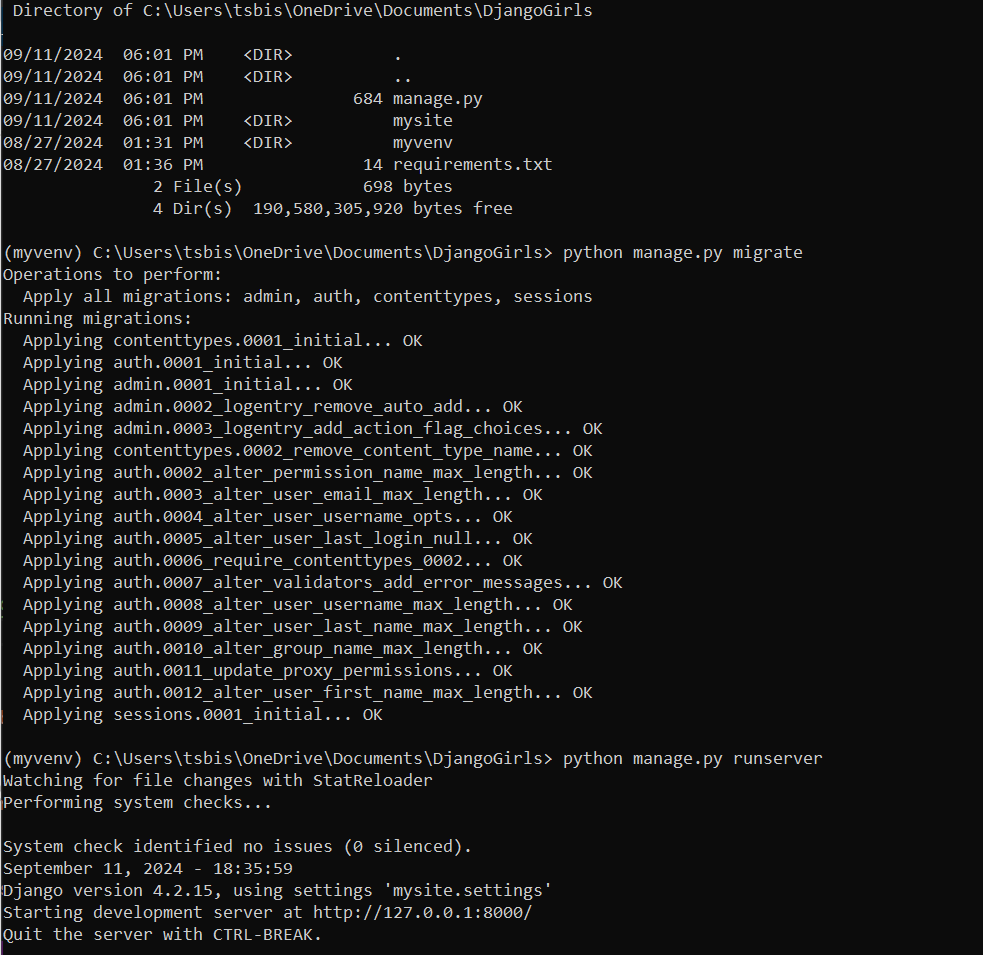 Directory of C:\Users\tsbis\OneDrive\Documents\DjangoGirls
09/11/2024  06:01 PM    <DIR>          .
09/11/2024  06:01 PM    <DIR>          ..
09/11/2024  06:01 PM               684 manage.py
09/11/2024  06:01 PM    <DIR>          mysite
08/27/2024  01:31 PM    <DIR>          myvenv
08/27/2024  01:36 PM                14 requirements.txt
               2 File(s)            698 bytes
               4 Dir(s)  190,580,305,920 bytes free
(myvenv) C:\Users\tsbis\OneDrive\Documents\DjangoGirls> python manage.py migrate
Operations to perform:
  Apply all migrations: admin, auth, contenttypes, sessions
Running migrations:
  Applying contenttypes.0001_initial... OK
  Applying auth.0001_initial... OK
  Applying admin.0001_initial... OK
  Applying admin.0002_logentry_remove_auto_add... OK
  Applying admin.0003_logentry_add_action_flag_choices... OK
  Applying contenttypes.0002_remove_content_type_name... OK
  Applying auth.0002_alter_permission_name_max_length... OK
  Applying auth.0003_alter_user_email_max_length... OK
  Applying auth.0004_alter_user_username_opts... OK
  Applying auth.0005_alter_user_last_login_null... OK
  Applying auth.0006_require_contenttypes_0002... OK
  Applying auth.0007_alter_validators_add_error_messages... OK
  Applying auth.0008_alter_user_username_max_length... OK
  Applying auth.0009_alter_user_last_name_max_length... OK
  Applying auth.0010_alter_group_name_max_length... OK
  Applying auth.0011_update_proxy_permissions... OK
  Applying auth.0012_alter_user_first_name_max_length... OK
  Applying sessions.0001_initial... OK
(myvenv) C:\Users\tsbis\OneDrive\Documents\DjangoGirls> python manage.py runserver
Watching for file changes with StatReloader
Performing system checks...
System check identified no issues (0 silenced).
September 11, 2024 - 18:35:59
Django version 4.2.15, using settings 'mysite.settings'
Starting development server at http://127.0.0.1:8000/
Quit the server with CTRL-BREAK.